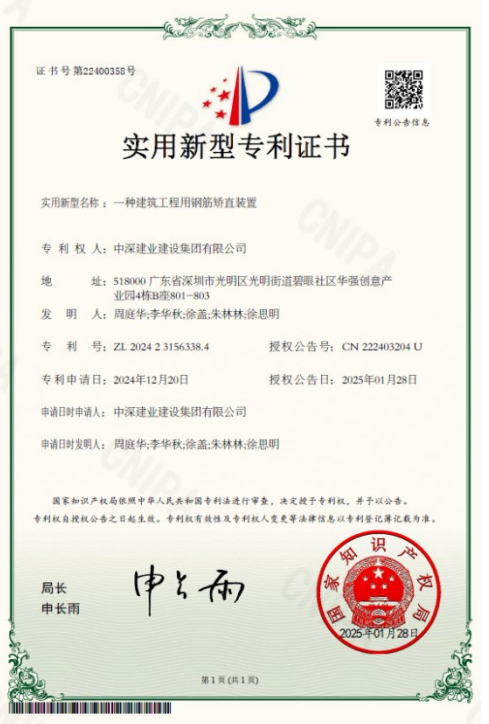 证书号第22400358号
专利公告信息
实用新型专利证书
实用新型名称：一种建筑工程用钢筋矫直装置
专利权人：中深建业建设集团有限公司
地址：518000 广东省深圳市光明区光明街道碧眼社区华强创意产
业园4栋B座801-803
发明人：周庭华;李华秋;徐盖;朱林林;徐思明
专利号：ZL 2024 2 3156338.4 授权公告号：CN 222403204 U
专利申请日：2024年12月20日 授权公告日：2025年01月28日
申请日时申请人：中深建业建设集团有限公司
申请日时发明人：周庭华;李华秋;徐盖;朱林林;徐思明
国家知识产权局依照中华人民共和国专利法进行审查，决定授予专利权，并予以公告。
专利权自授权公告之日起生效。专利权有效性及专利权人变更等法律信息以专利登记簿记载为准。
局长
申长雨
申长雨
国家知识产权局
2025年01月28日
第1页(共1页)
CNIPA
CNIPA
CNIPA